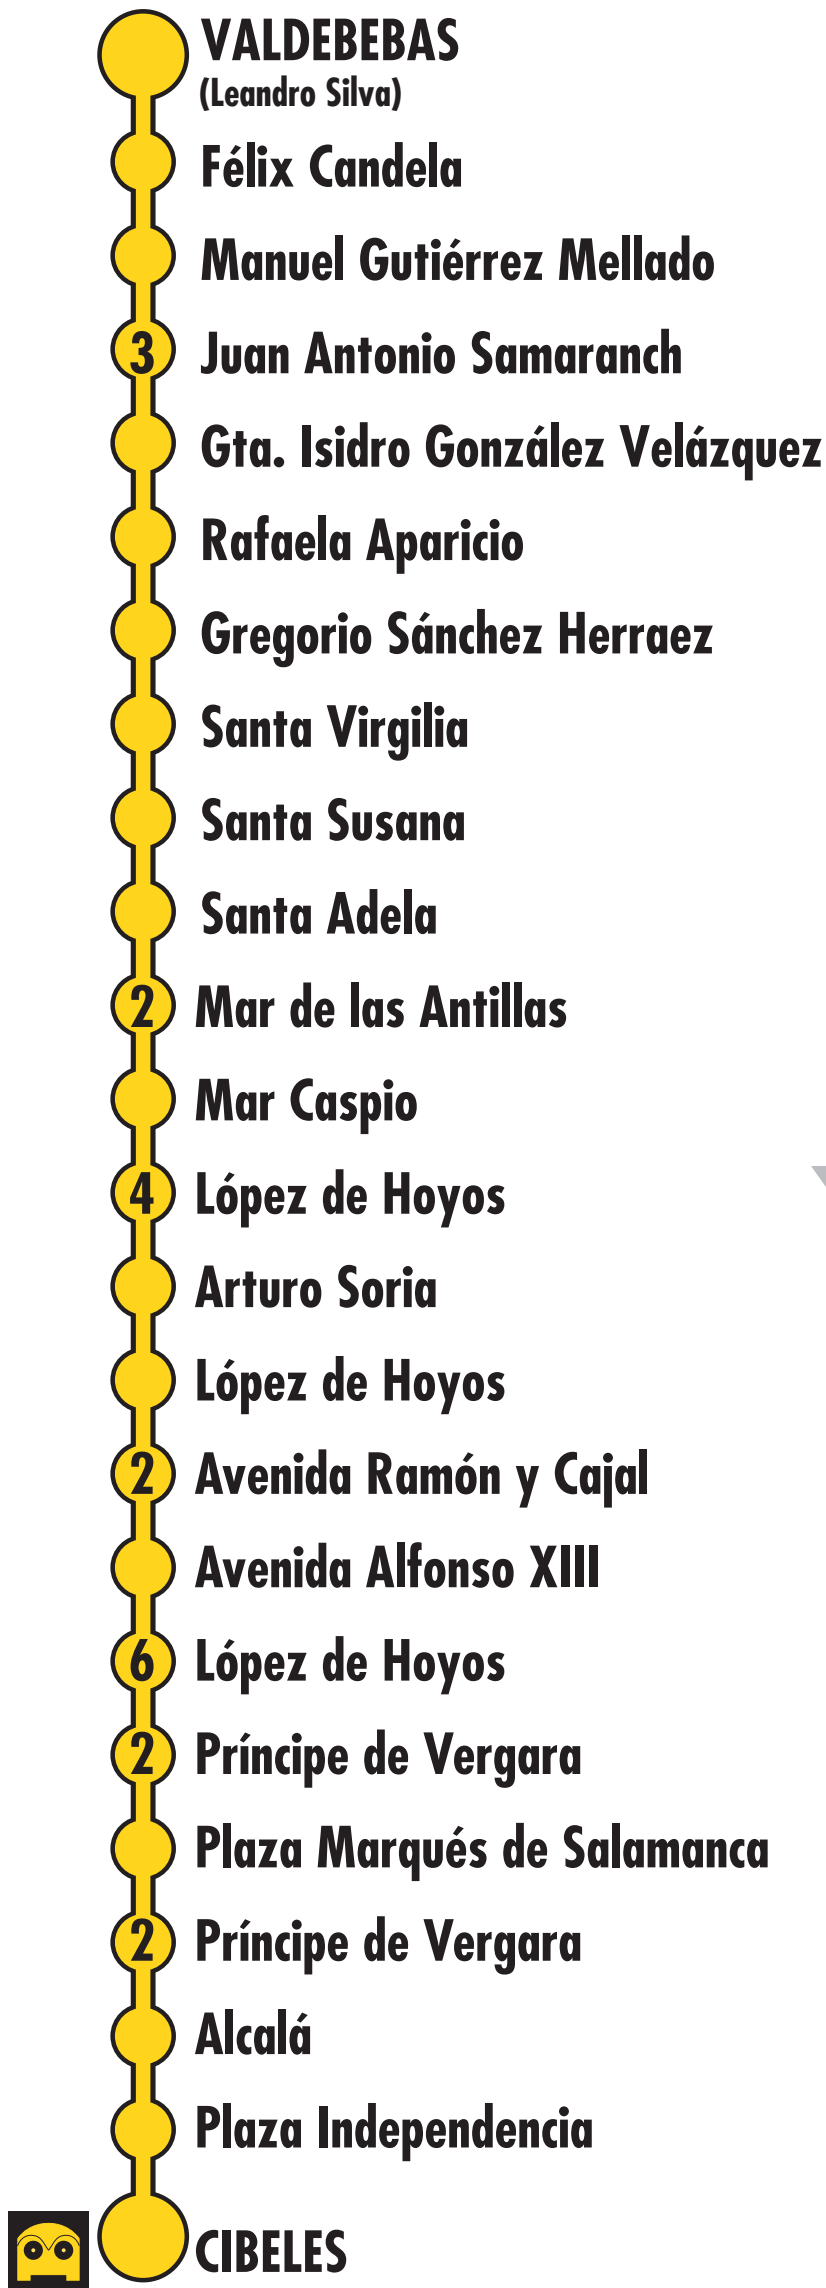 VALDEBEBAS
(Leandro Silva)
Félix Candela
Manuel Gutiérrez Mellado
3 Juan Antonio Samaranch
Gta. Isidro González Velázquez
Rafaela Aparicio
Gregorio Sánchez Herraez
Santa Virgilia
Santa Susana
Santa Adela
2 Mar de las Antillas
Mar Caspio
4 López de Hoyos
Arturo Soria
López de Hoyos
2 Avenida Ramón y Cajal
Avenida Alfonso XIII
6 López de Hoyos
2 Príncipe de Vergara
Plaza Marqués de Salamanca
2 Príncipe de Vergara
Alcalá
Plaza Independencia
CIBELES